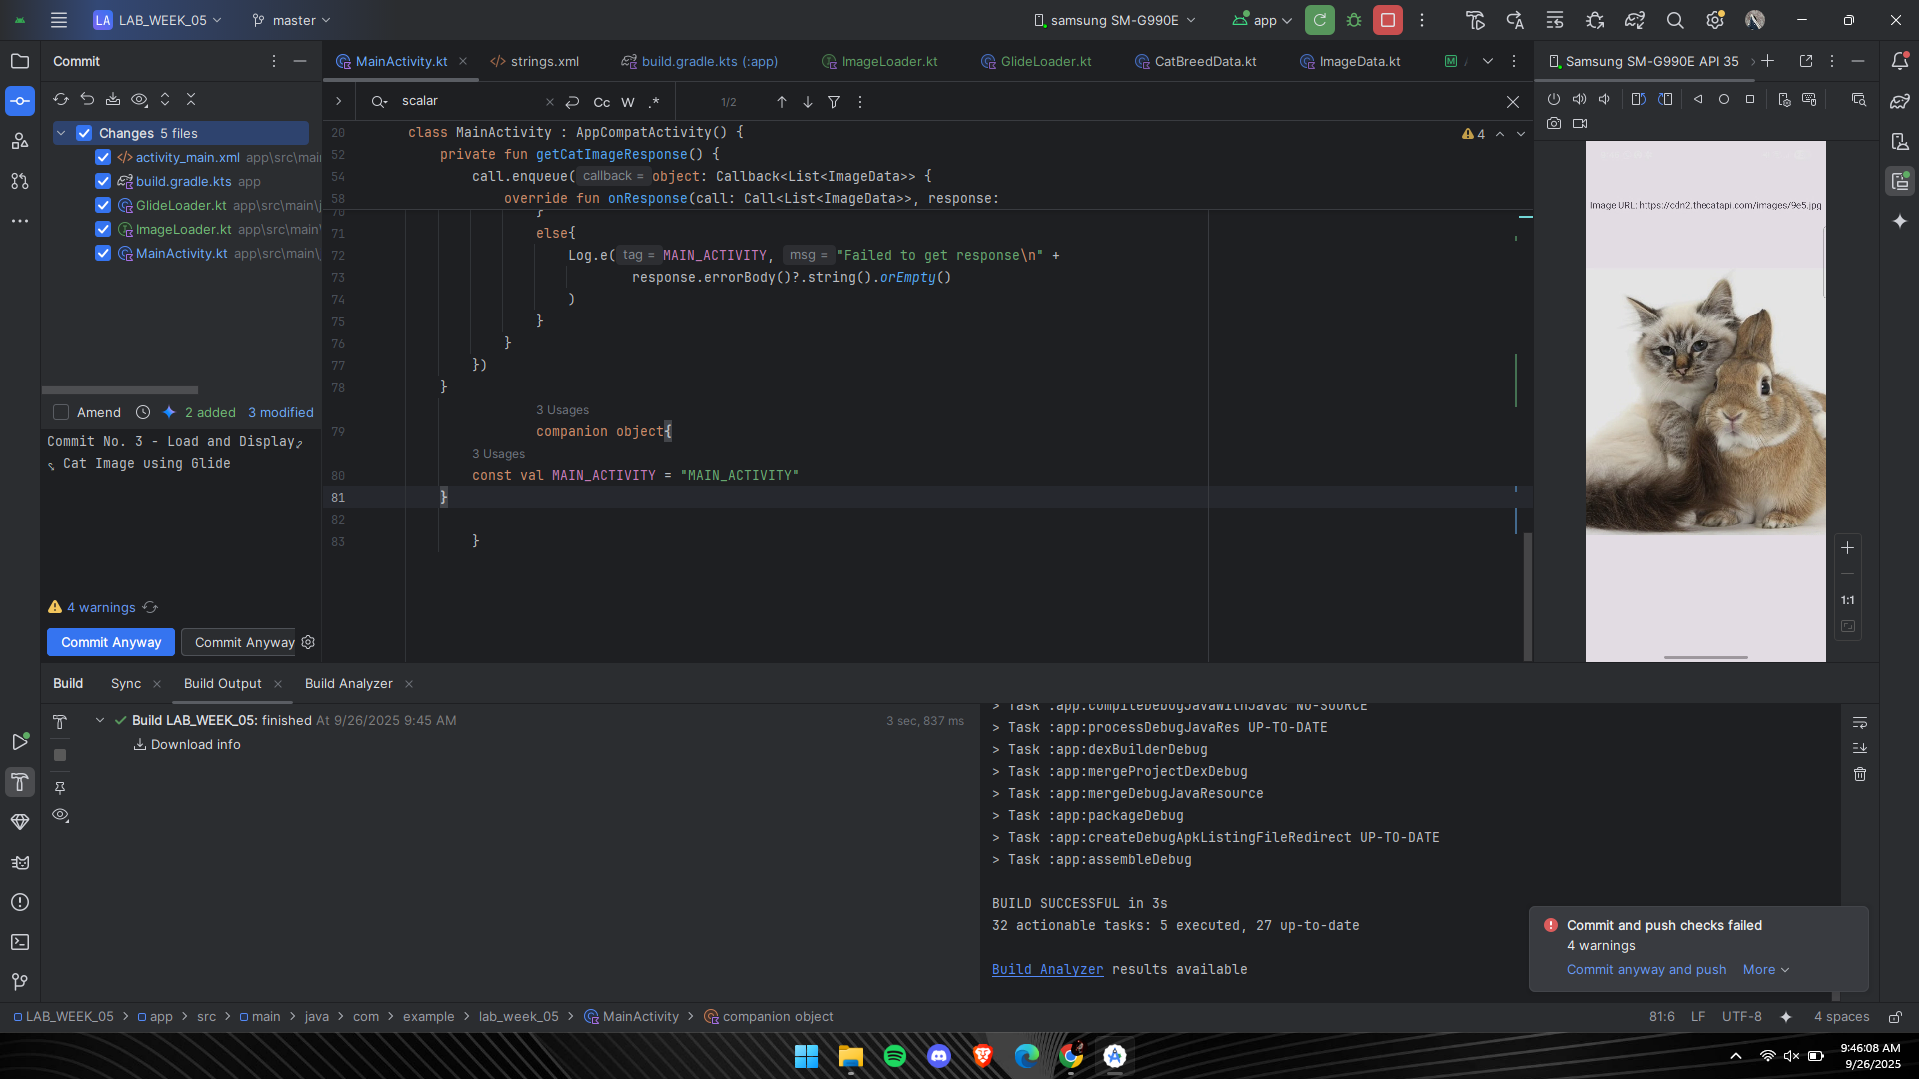 LA LAB_WEEK_05
master
samsung SM-G990E
app
Commit
MainActivity.kt
strings.xml
build.gradle.kts (:app)
ImageLoader.kt
GlideLoader.kt
CatBreedData.kt
ImageData.kt
Samsung SM-G990E API 35
scalar
Cc W .*
1/2
Changes 5 files
activity_main.xml app\src\mai
build.gradle.kts app
GlideLoader.kt app\src\main\j
ImageLoader.kt app\src\main\
MainActivity.kt app\src\main\
Amend
2 added 3 modified
Commit No. 3 - Load and Display
Cat Image using Glide
4 warnings
Commit Anyway
Commit Anyway
4
20 class MainActivity : AppCompatActivity() {
52 private fun getCatImageResponse() {
54 call.enqueue( callback = object: Callback<List<ImageData>> {
58 override fun onResponse(call: Call<List<ImageData>>, response:
70 }
71 else{
72 Log.e( tag = MAIN_ACTIVITY, msg = "Failed to get response\n" +
73 response.errorBody()?.string().orEmpty()
74 )
75 }
76 }
77 })
78 }
3 Usages
79 companion object{
3 Usages
80 const val MAIN_ACTIVITY = "MAIN_ACTIVITY"
81 }
82
83 }
Image URL: https://cdn2.thecatapi.com/images/9e5.jpg
1:1
Build
Sync
Build Output
Build Analyzer
Build LAB_WEEK_05: finished At 9/26/2025 9:45 AM
3 sec, 837 ms
Download info
> Task :app:compileDebugJavaWithJavac NO-SOURCE
> Task :app:processDebugJavaRes UP-TO-DATE
> Task :app:dexBuilderDebug
> Task :app:mergeProjectDexDebug
> Task :app:mergeDebugJavaResource
> Task :app:packageDebug
> Task :app:createDebugApkListingFileRedirect UP-TO-DATE
> Task :app:assembleDebug
BUILD SUCCESSFUL in 3s
32 actionable tasks: 5 executed, 27 up-to-date
Build Analyzer results available
Commit and push checks failed
4 warnings
Commit anyway and push More
LAB_WEEK_05 > app > src > main > java > com > example > lab_week_05 > MainActivity > companion object
81:6 LF UTF-8 4 spaces
9:46:08 AM
9/26/2025